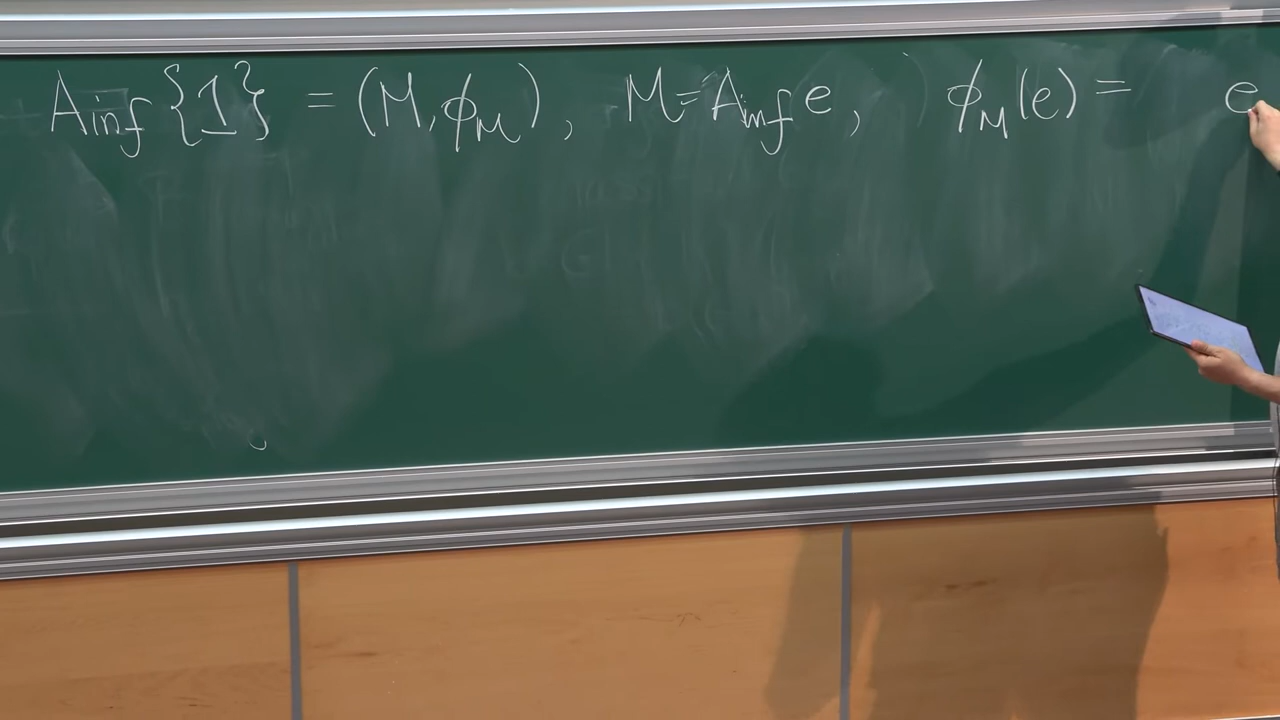 A_inf{1} = (M, ϕ_M), M = A_inf e, ϕ_M(e) = e